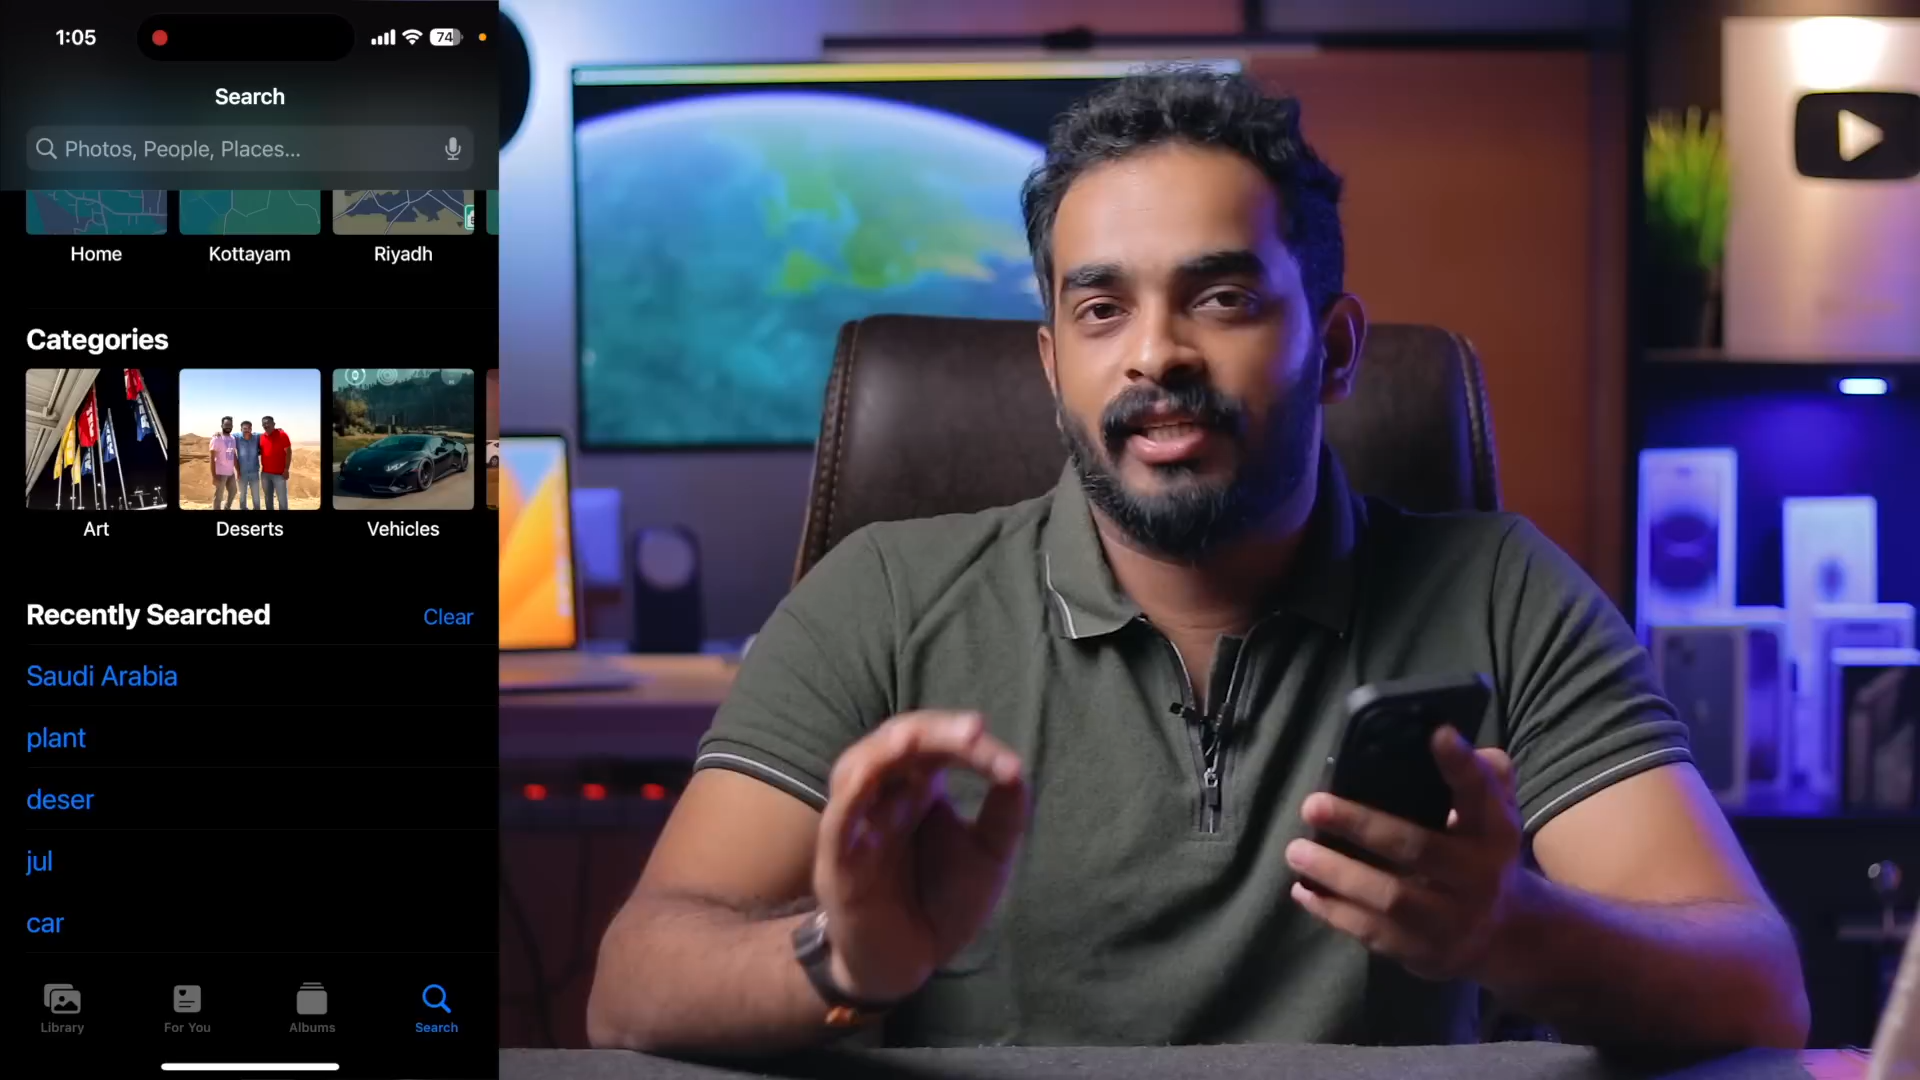 1:05
74
Search
Photos, People, Places...
Home
Kottayam
Riyadh
Categories
Art
Deserts
Vehicles
Recently Searched
Clear
Saudi Arabia
plant
deser
jul
car
Library
For You
Albums
Search